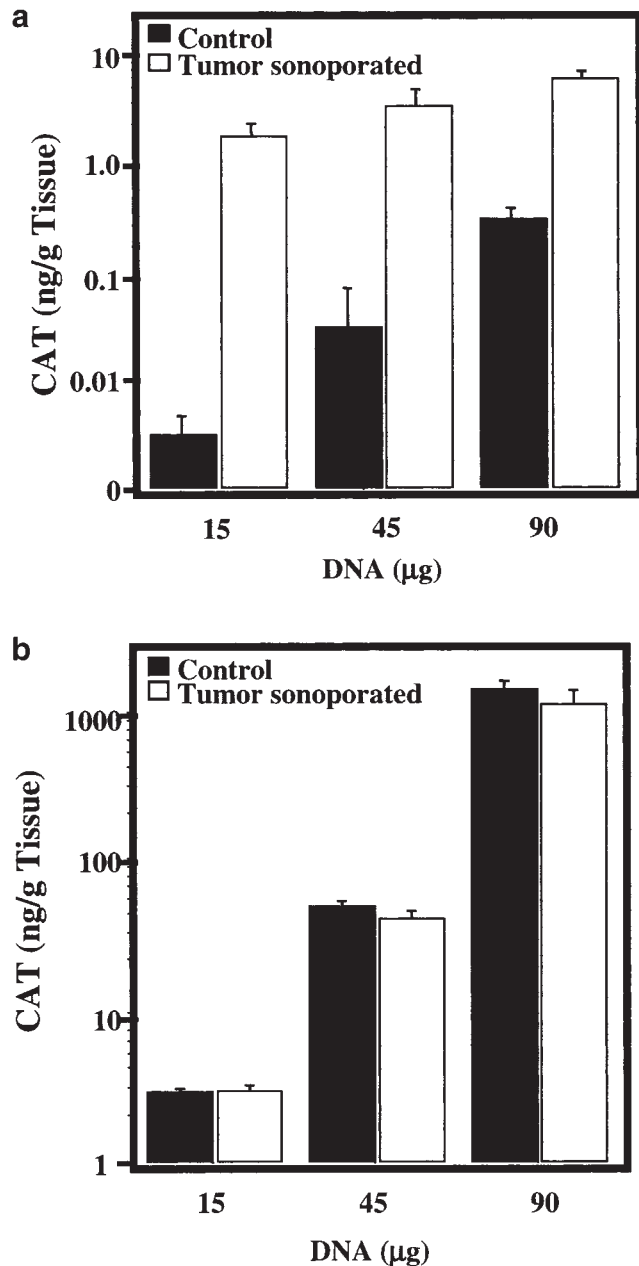 a
Control
Tumor sonoporated
10
1.0
0.1
0.01
0
CAT (ng/g Tissue)
15 45 90
DNA (μg)
b
Control
Tumor sonoporated
1000
100
10
1
CAT (ng/g Tissue)
15 45 90
DNA (μg)